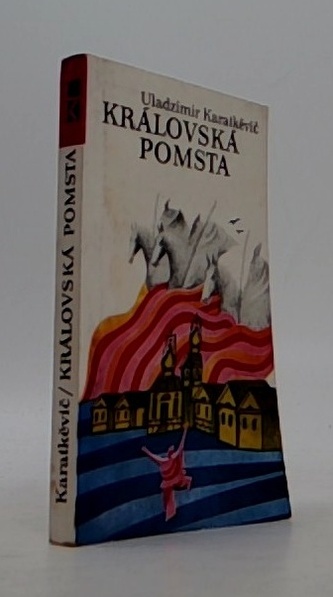 Uladzimir Karatkěvič
KRÁLOVSKÁ
POMSTA
Karatkěvič / KRÁLOVSKÁ POMSTA